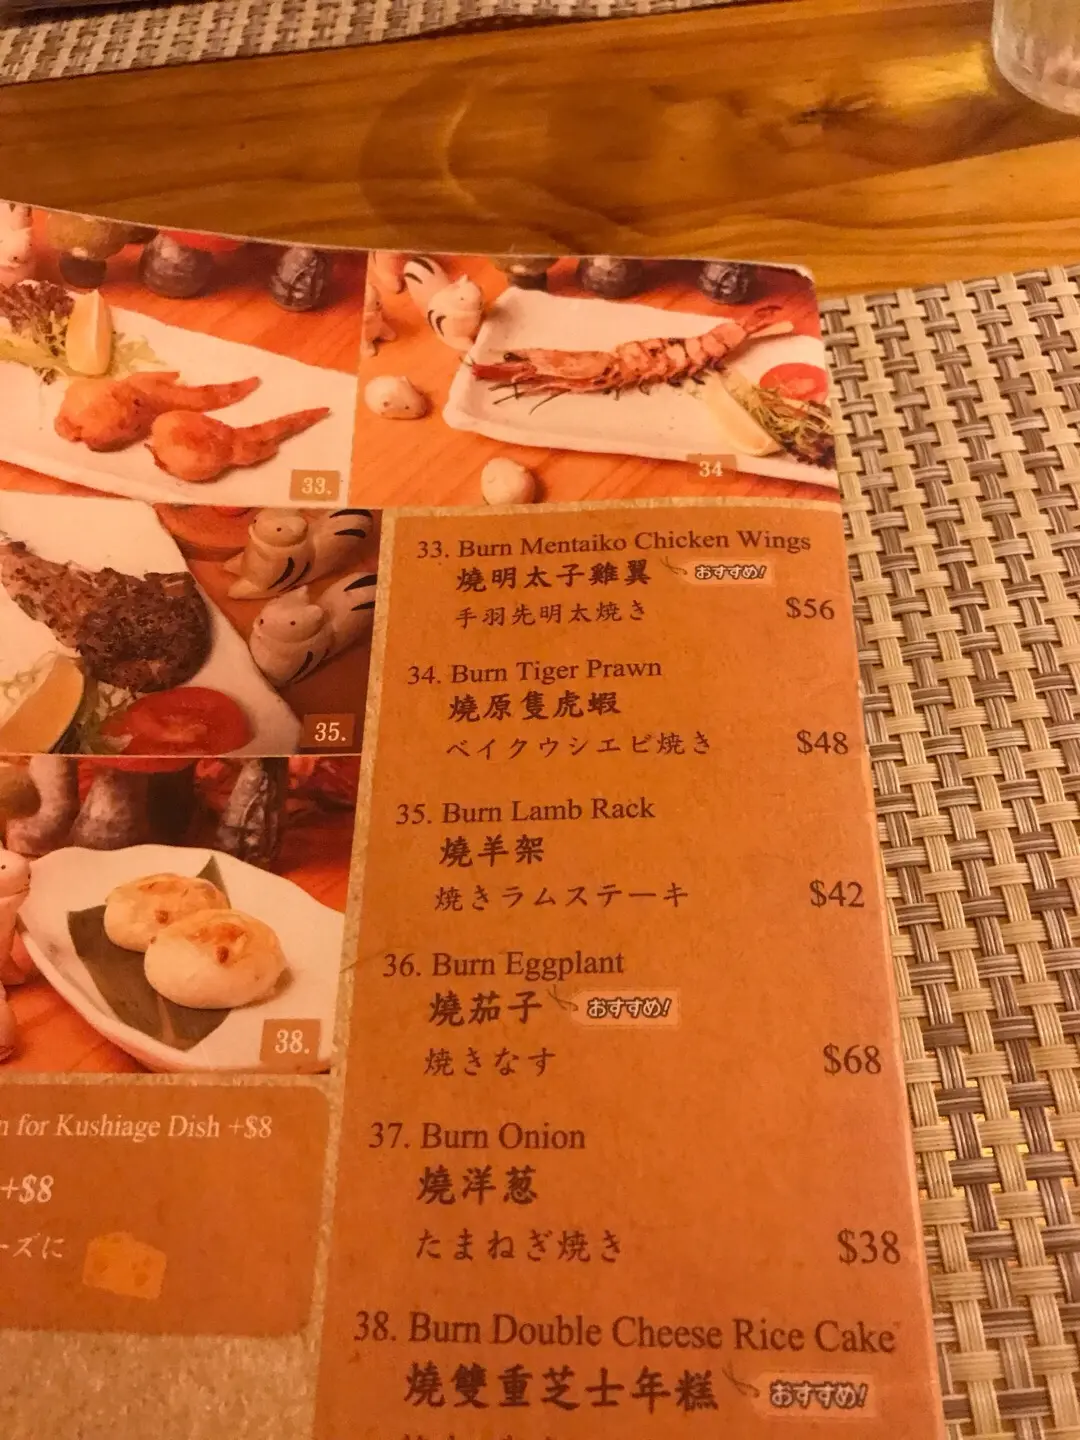 33.
34
35.
38.
33. Burn Mentaiko Chicken Wings
燒明太子雞翼 おすすめ!
手羽先明太焼き $56
34. Burn Tiger Prawn
燒原隻虎蝦
ベイクウシエビ焼き $48
35. Burn Lamb Rack
燒羊架
焼きラムステーキ $42
36. Burn Eggplant
燒茄子 おすすめ!
焼きなす $68
37. Burn Onion
燒洋葱
たまねぎ焼き $38
38. Burn Double Cheese Rice Cake
燒雙重芝士年糕 おすすめ!
for Kushiage Dish +$8
+$8
ーズに